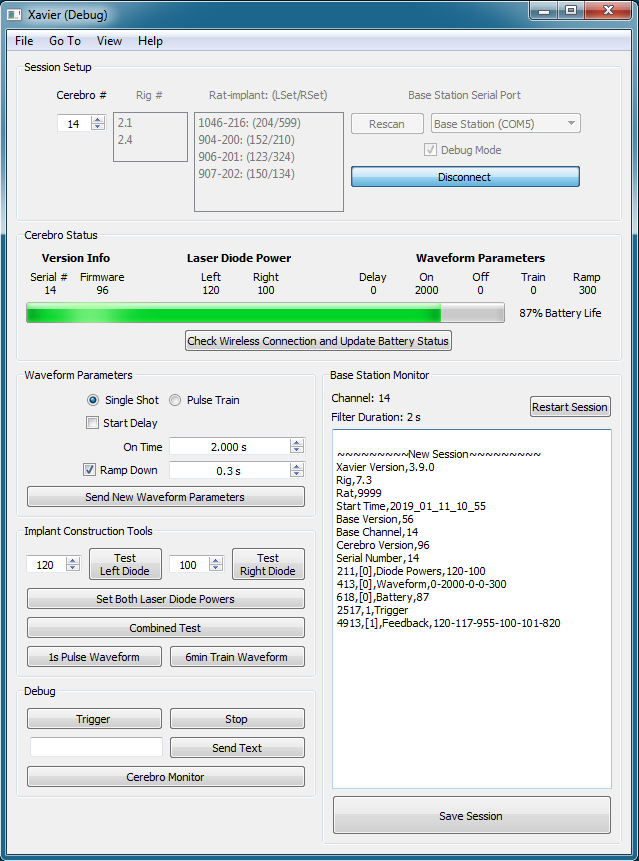 Xavier (Debug)
File Go To View Help
Session Setup
Cerebro # Rig # Rat-implant: (LSet/RSet) Base Station Serial Port
14
2.1
2.4
1046-216: (204/599)
904-200: (152/210)
906-201: (123/324)
907-202: (150/134)
Rescan Base Station (COM5)
Debug Mode
Disconnect
Cerebro Status
Version Info Laser Diode Power Waveform Parameters
Serial # Firmware Left Right Delay On Off Train Ramp
14 96 120 100 0 2000 0 0 300
87% Battery Life
Check Wireless Connection and Update Battery Status
Waveform Parameters
Single Shot Pulse Train
Start Delay
On Time 2.000 s
Ramp Down 0.3 s
Send New Waveform Parameters
Implant Construction Tools
120 Test Left Diode 100 Test Right Diode
Set Both Laser Diode Powers
Combined Test
1s Pulse Waveform 6min Train Waveform
Debug
Trigger Stop
Send Text
Cerebro Monitor
Base Station Monitor
Channel: 14
Filter Duration: 2 s
Restart Session
~~~~~~~~~New Session~~~~~~~~~
Xavier Version,3.9.0
Rig,7.3
Rat,9999
Start Time,2019_01_11_10_55
Base Version,56
Base Channel,14
Cerebro Version,96
Serial Number,14
211,[0],Diode Powers,120-100
413,[0],Waveform,0-2000-0-0-300
618,[0],Battery,87
2517,1,Trigger
4913,[1],Feedback,120-117-955-100-101-820
Save Session